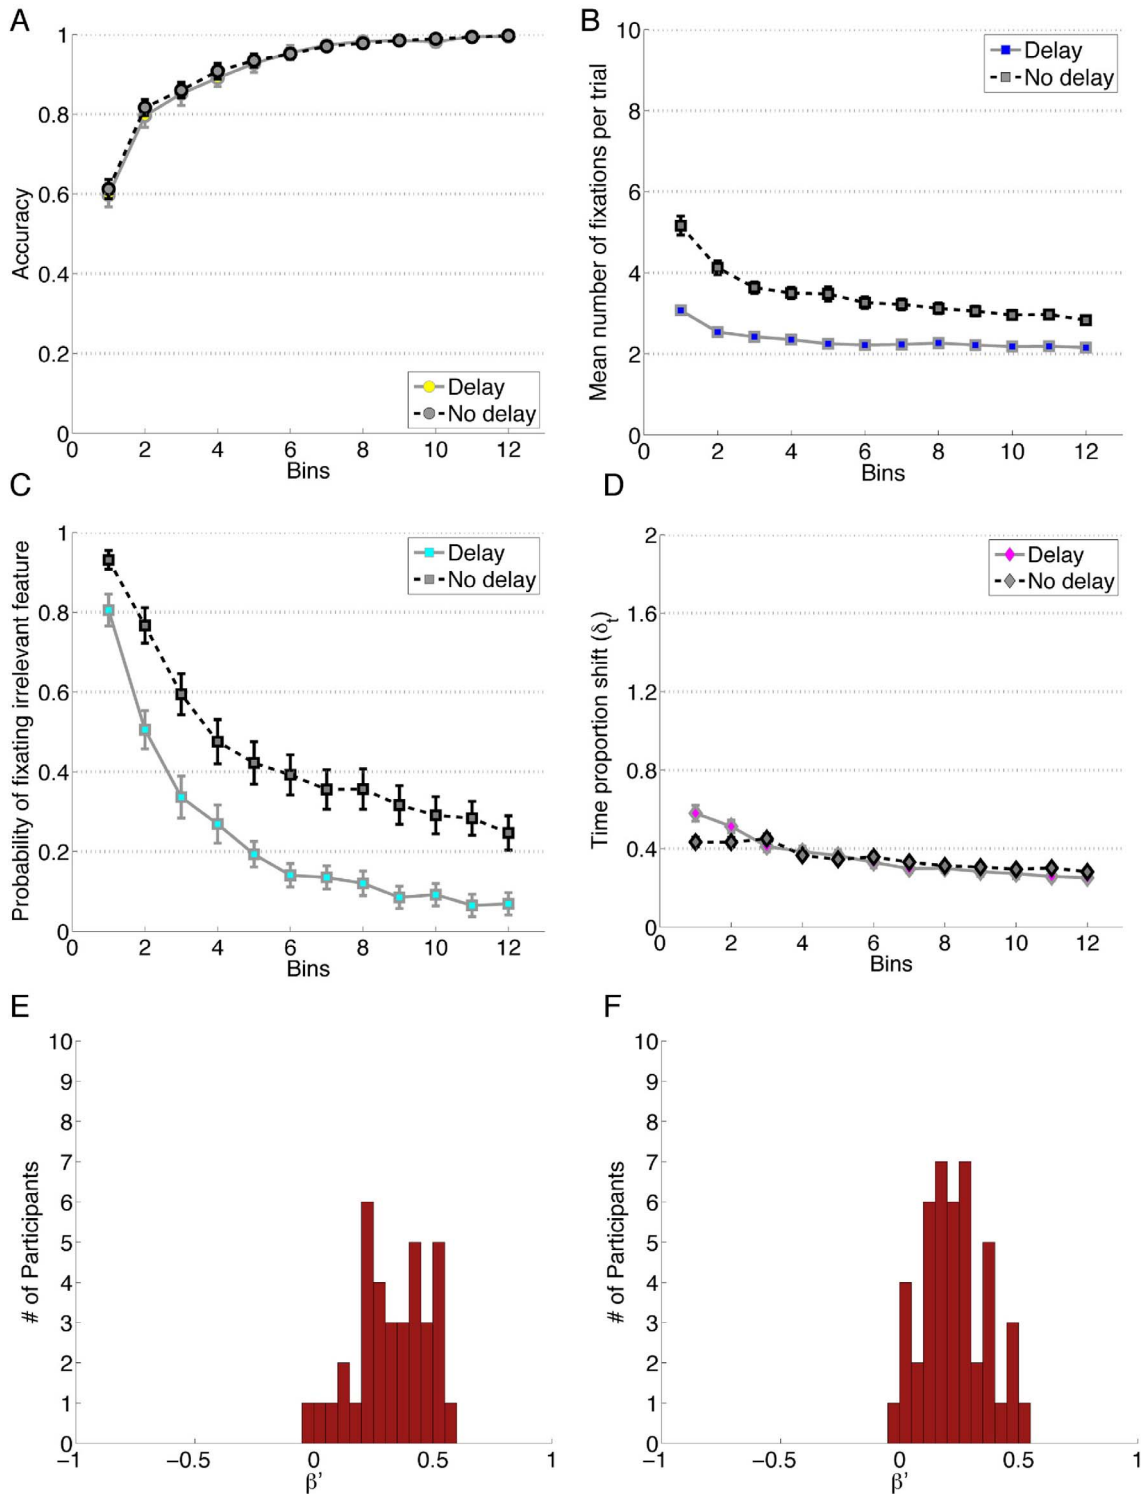 A
Accuracy
1
0.8
0.6
0.4
0.2
0
0 2 4 6 8 10 12
Bins
Delay
No delay
B
Mean number of fixations per trial
10
8
6
4
2
0
0 2 4 6 8 10 12
Bins
Delay
No delay
C
Probability of fixating irrelevant feature
1
0.8
0.6
0.4
0.2
0
0 2 4 6 8 10 12
Bins
Delay
No delay
D
Time proportion shift (δt)
2
1.6
1.2
0.8
0.4
0
0 2 4 6 8 10 12
Bins
Delay
No delay
E
# of Participants
10
9
8
7
6
5
4
3
2
1
0
−1 −0.5 0 0.5 1
β'
F
# of Participants
10
9
8
7
6
5
4
3
2
1
0
−1 −0.5 0 0.5 1
β'